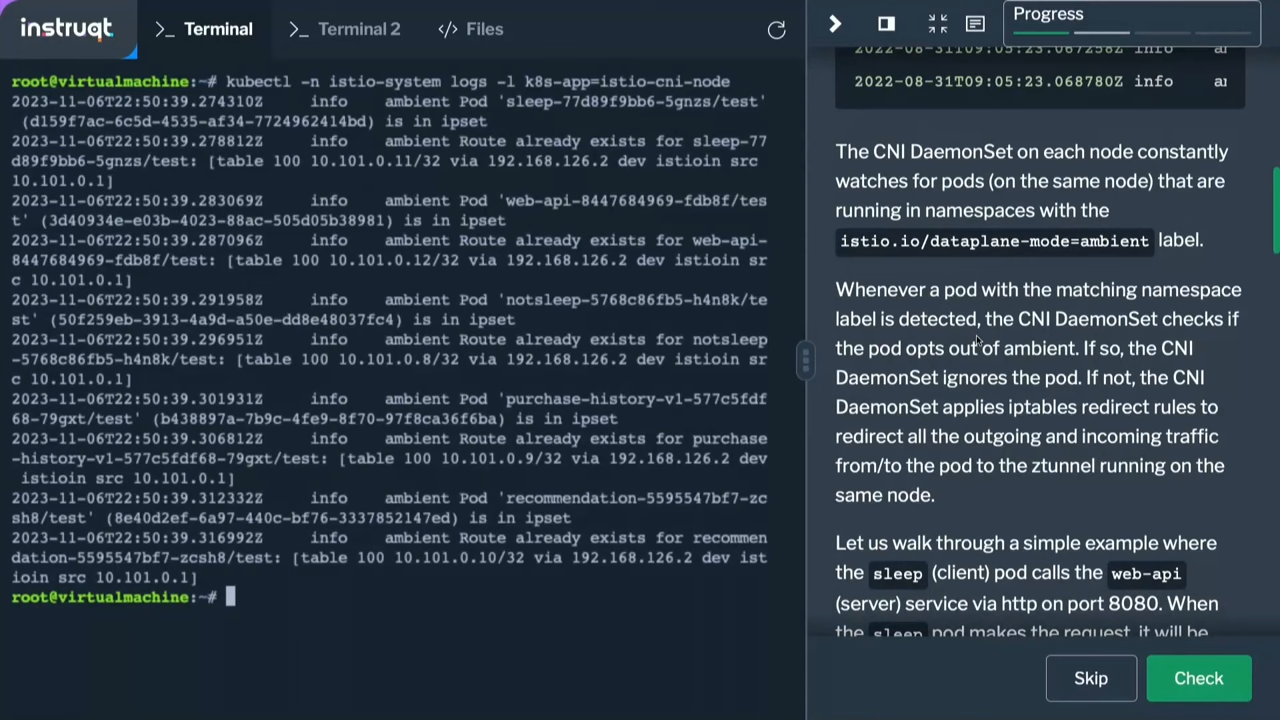 instruqt
>_ Terminal
>_ Terminal 2
</> Files
Progress
root@virtualmachine:~# kubectl -n istio-system logs -l k8s-app=istio-cni-node
2023-11-06T22:50:39.274310Z info ambient Pod 'sleep-77d89f9bb6-5gnzs/test'
(d159f7ac-6c5d-4535-af34-7724962414bd) is in ipset
2023-11-06T22:50:39.278812Z info ambient Route already exists for sleep-77
d89f9bb6-5gnzs/test: [table 100 10.101.0.11/32 via 192.168.126.2 dev istioin src
10.101.0.1]
2023-11-06T22:50:39.283069Z info ambient Pod 'web-api-8447684969-fdb8f/tes
t' (3d40934e-e03b-4023-88ac-505d05b38981) is in ipset
2023-11-06T22:50:39.287096Z info ambient Route already exists for web-api-
8447684969-fdb8f/test: [table 100 10.101.0.12/32 via 192.168.126.2 dev istioin sr
c 10.101.0.1]
2023-11-06T22:50:39.291958Z info ambient Pod 'notsleep-5768c86fb5-h4n8k/te
st' (50f259eb-3913-4a9d-a50e-dd8e48037fc4) is in ipset
2023-11-06T22:50:39.296951Z info ambient Route already exists for notsleep
-5768c86fb5-h4n8k/test: [table 100 10.101.0.8/32 via 192.168.126.2 dev istioin sr
c 10.101.0.1]
2023-11-06T22:50:39.301931Z info ambient Pod 'purchase-history-v1-577c5fdf
68-79gxt/test' (b438897a-7b9c-4fe9-8f70-97f8ca36f6ba) is in ipset
2023-11-06T22:50:39.306812Z info ambient Route already exists for purchase
-history-v1-577c5fdf68-79gxt/test: [table 100 10.101.0.9/32 via 192.168.126.2 dev
istioin src 10.101.0.1]
2023-11-06T22:50:39.312332Z info ambient Pod 'recommendation-5595547bf7-zc
sh8/test' (8e40d2ef-6a97-440c-bf76-3337852147ed) is in ipset
2023-11-06T22:50:39.316992Z info ambient Route already exists for recommen
dation-5595547bf7-zcsh8/test: [table 100 10.101.0.10/32 via 192.168.126.2 dev ist
ioin src 10.101.0.1]
root@virtualmachine:~#
2022-08-31T09:05:23.067258Z info ar
2022-08-31T09:05:23.068780Z info ar
The CNI DaemonSet on each node constantly
watches for pods (on the same node) that are
running in namespaces with the
istio.io/dataplane-mode=ambient label.
Whenever a pod with the matching namespace
label is detected, the CNI DaemonSet checks if
the pod opts out of ambient. If so, the CNI
DaemonSet ignores the pod. If not, the CNI
DaemonSet applies iptables redirect rules to
redirect all the outgoing and incoming traffic
from/to the pod to the ztunnel running on the
same node.
Let us walk through a simple example where
the sleep (client) pod calls the web-api
(server) service via http on port 8080. When
the sleep pod makes the request, it will be
Skip
Check